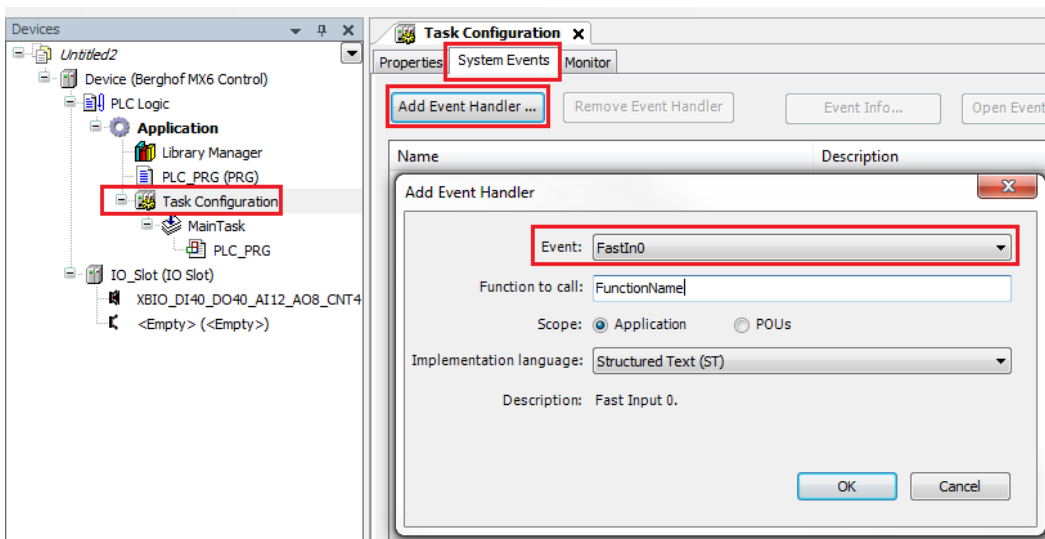 Devices
Untitled2
Device (Berghof MX6 Control)
PLC Logic
Application
Library Manager
PLC_PRG (PRG)
Task Configuration
MainTask
PLC_PRG
IO_Slot (IO Slot)
XBIO_DI40_DO40_AI12_AO8_CNT4
<Empty> (<Empty>)
Task Configuration
Properties System Events Monitor
Add Event Handler ... Remove Event Handler Event Info... Open Event
Name Description
Add Event Handler
Event: FastIn0
Function to call: FunctionName
Scope: Application POUs
Implementation language: Structured Text (ST)
Description: Fast Input 0.
OK Cancel